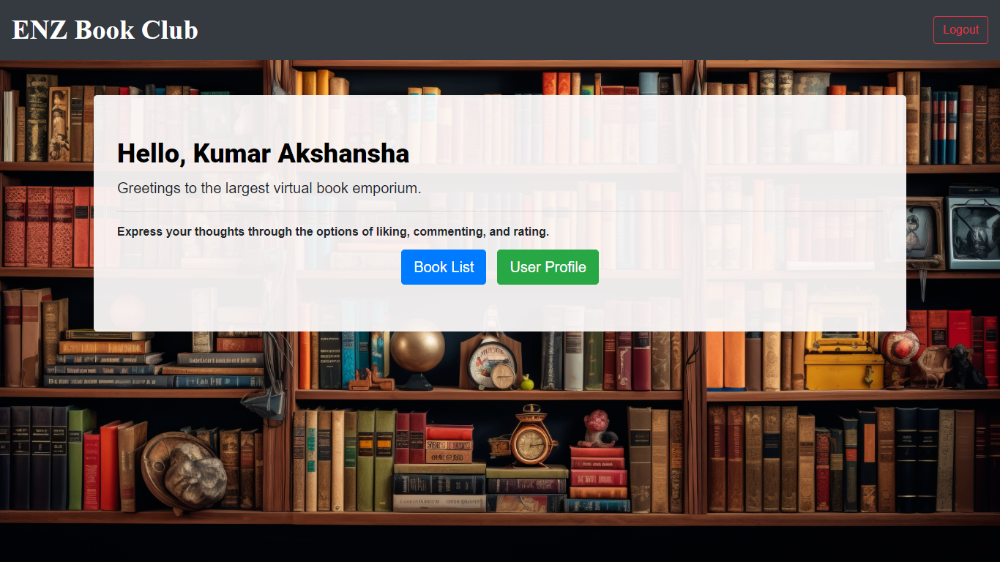 ENZ Book Club
Logout
Hello, Kumar Akshansha
Greetings to the largest virtual book emporium.
Express your thoughts through the options of liking, commenting, and rating.
Book List
User Profile